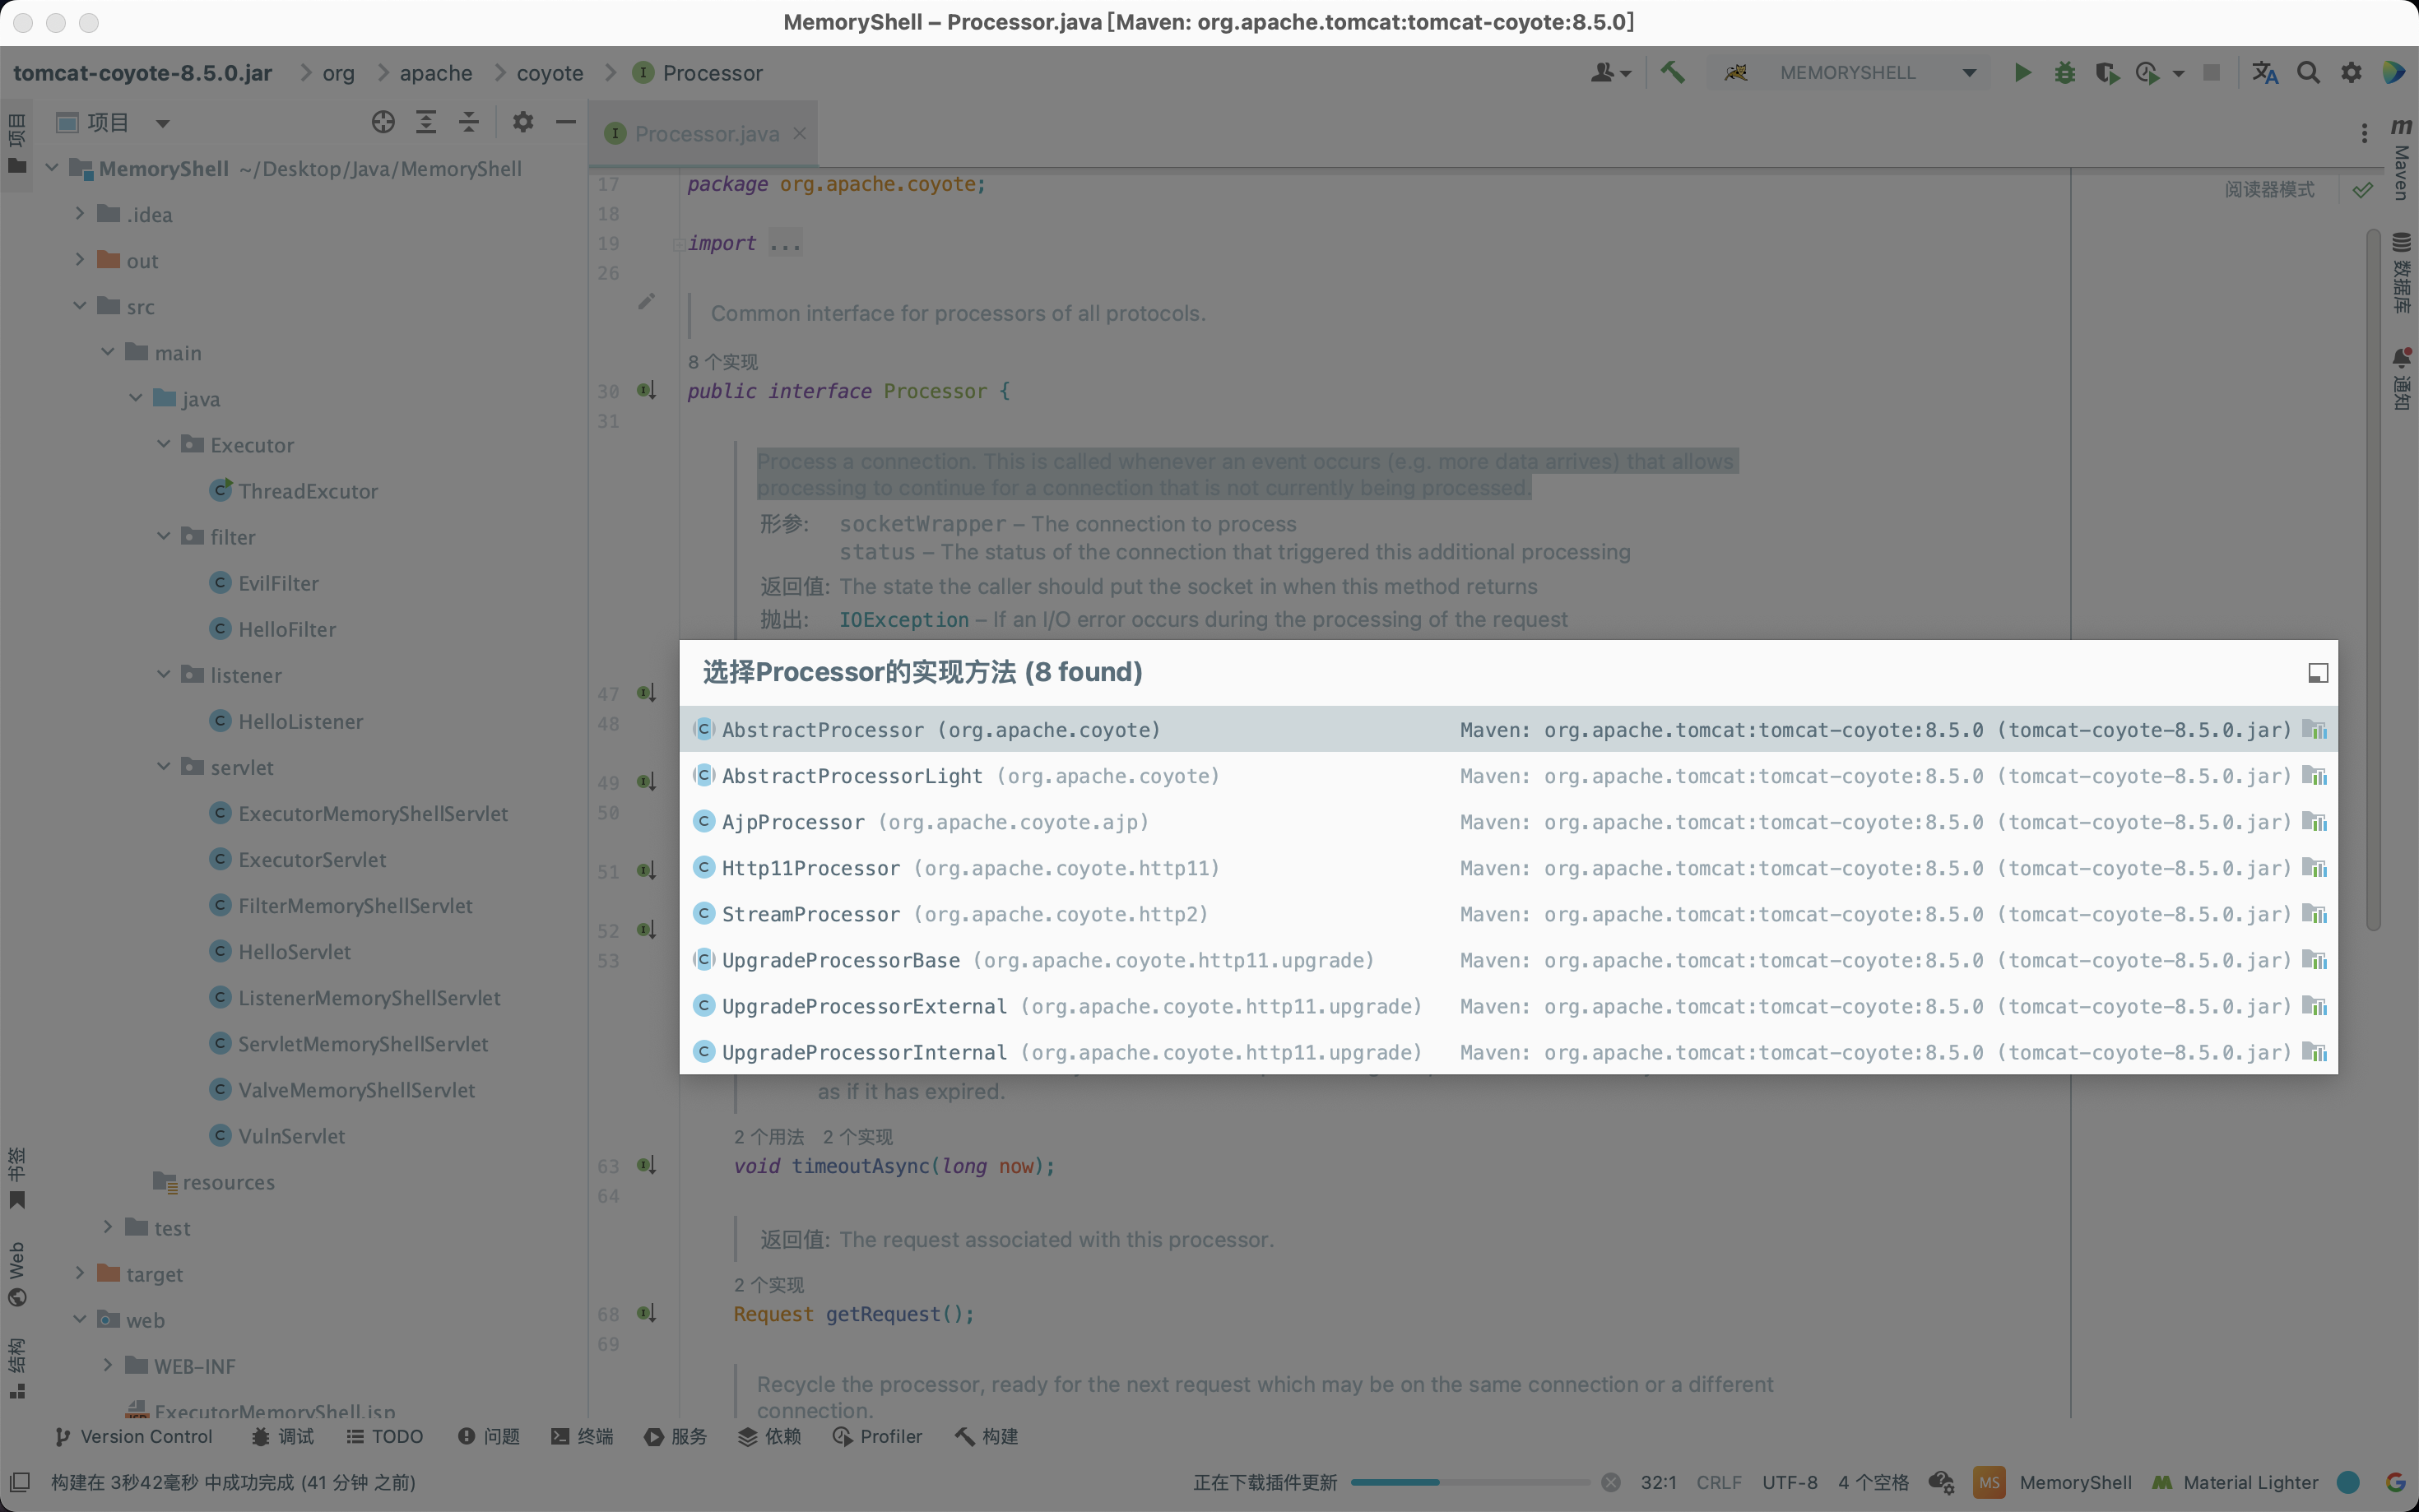 MemoryShell – Processor.java [Maven: org.apache.tomcat:tomcat-coyote:8.5.0]
tomcat-coyote-8.5.0.jar org apache coyote Processor
MEMORYSHELL
项目
项目
Processor.java
Maven
数据库
通知
MemoryShell ~/Desktop/Java/MemoryShell
.idea
out
src
main
java
Executor
ThreadExcutor
filter
EvilFilter
HelloFilter
listener
HelloListener
servlet
ExecutorMemoryShellServlet
ExecutorServlet
FilterMemoryShellServlet
HelloServlet
ListenerMemoryShellServlet
ServletMemoryShellServlet
ValveMemoryShellServlet
VulnServlet
resources
test
target
web
WEB-INF
ExecutorMemoryShell.jsp
书签
Web
结构
阅读器模式
17 package org.apache.coyote;
18
19 import ...
26
Common interface for processors of all protocols.
8 个实现
30 public interface Processor {
31
Process a connection. This is called whenever an event occurs (e.g. more data arrives) that allows
processing to continue for a connection that is not currently being processed.
形参: socketWrapper – The connection to process
status – The status of the connection that triggered this additional processing
返回值: The state the caller should put the socket in when this method returns
抛出: IOException – If an I/O error occurs during the processing of the request
47
48
49
50
51
52
53
选择Processor的实现方法 (8 found)
AbstractProcessor (org.apache.coyote) Maven: org.apache.tomcat:tomcat-coyote:8.5.0 (tomcat-coyote-8.5.0.jar)
AbstractProcessorLight (org.apache.coyote) Maven: org.apache.tomcat:tomcat-coyote:8.5.0 (tomcat-coyote-8.5.0.jar)
AjpProcessor (org.apache.coyote.ajp) Maven: org.apache.tomcat:tomcat-coyote:8.5.0 (tomcat-coyote-8.5.0.jar)
Http11Processor (org.apache.coyote.http11) Maven: org.apache.tomcat:tomcat-coyote:8.5.0 (tomcat-coyote-8.5.0.jar)
StreamProcessor (org.apache.coyote.http2) Maven: org.apache.tomcat:tomcat-coyote:8.5.0 (tomcat-coyote-8.5.0.jar)
UpgradeProcessorBase (org.apache.coyote.http11.upgrade) Maven: org.apache.tomcat:tomcat-coyote:8.5.0 (tomcat-coyote-8.5.0.jar)
UpgradeProcessorExternal (org.apache.coyote.http11.upgrade) Maven: org.apache.tomcat:tomcat-coyote:8.5.0 (tomcat-coyote-8.5.0.jar)
UpgradeProcessorInternal (org.apache.coyote.http11.upgrade) Maven: org.apache.tomcat:tomcat-coyote:8.5.0 (tomcat-coyote-8.5.0.jar)
as if it has expired.
2 个用法 2 个实现
63 void timeoutAsync(long now);
64
返回值: The request associated with this processor.
2 个实现
68 Request getRequest();
69
Recycle the processor, ready for the next request which may be on the same connection or a different
connection.
Version Control 调试 TODO 问题 终端 服务 依赖 Profiler 构建
构建在 3秒42毫秒 中成功完成 (41 分钟 之前) 正在下载插件更新 32:1 CRLF UTF-8 4 个空格 MS MemoryShell Material Lighter